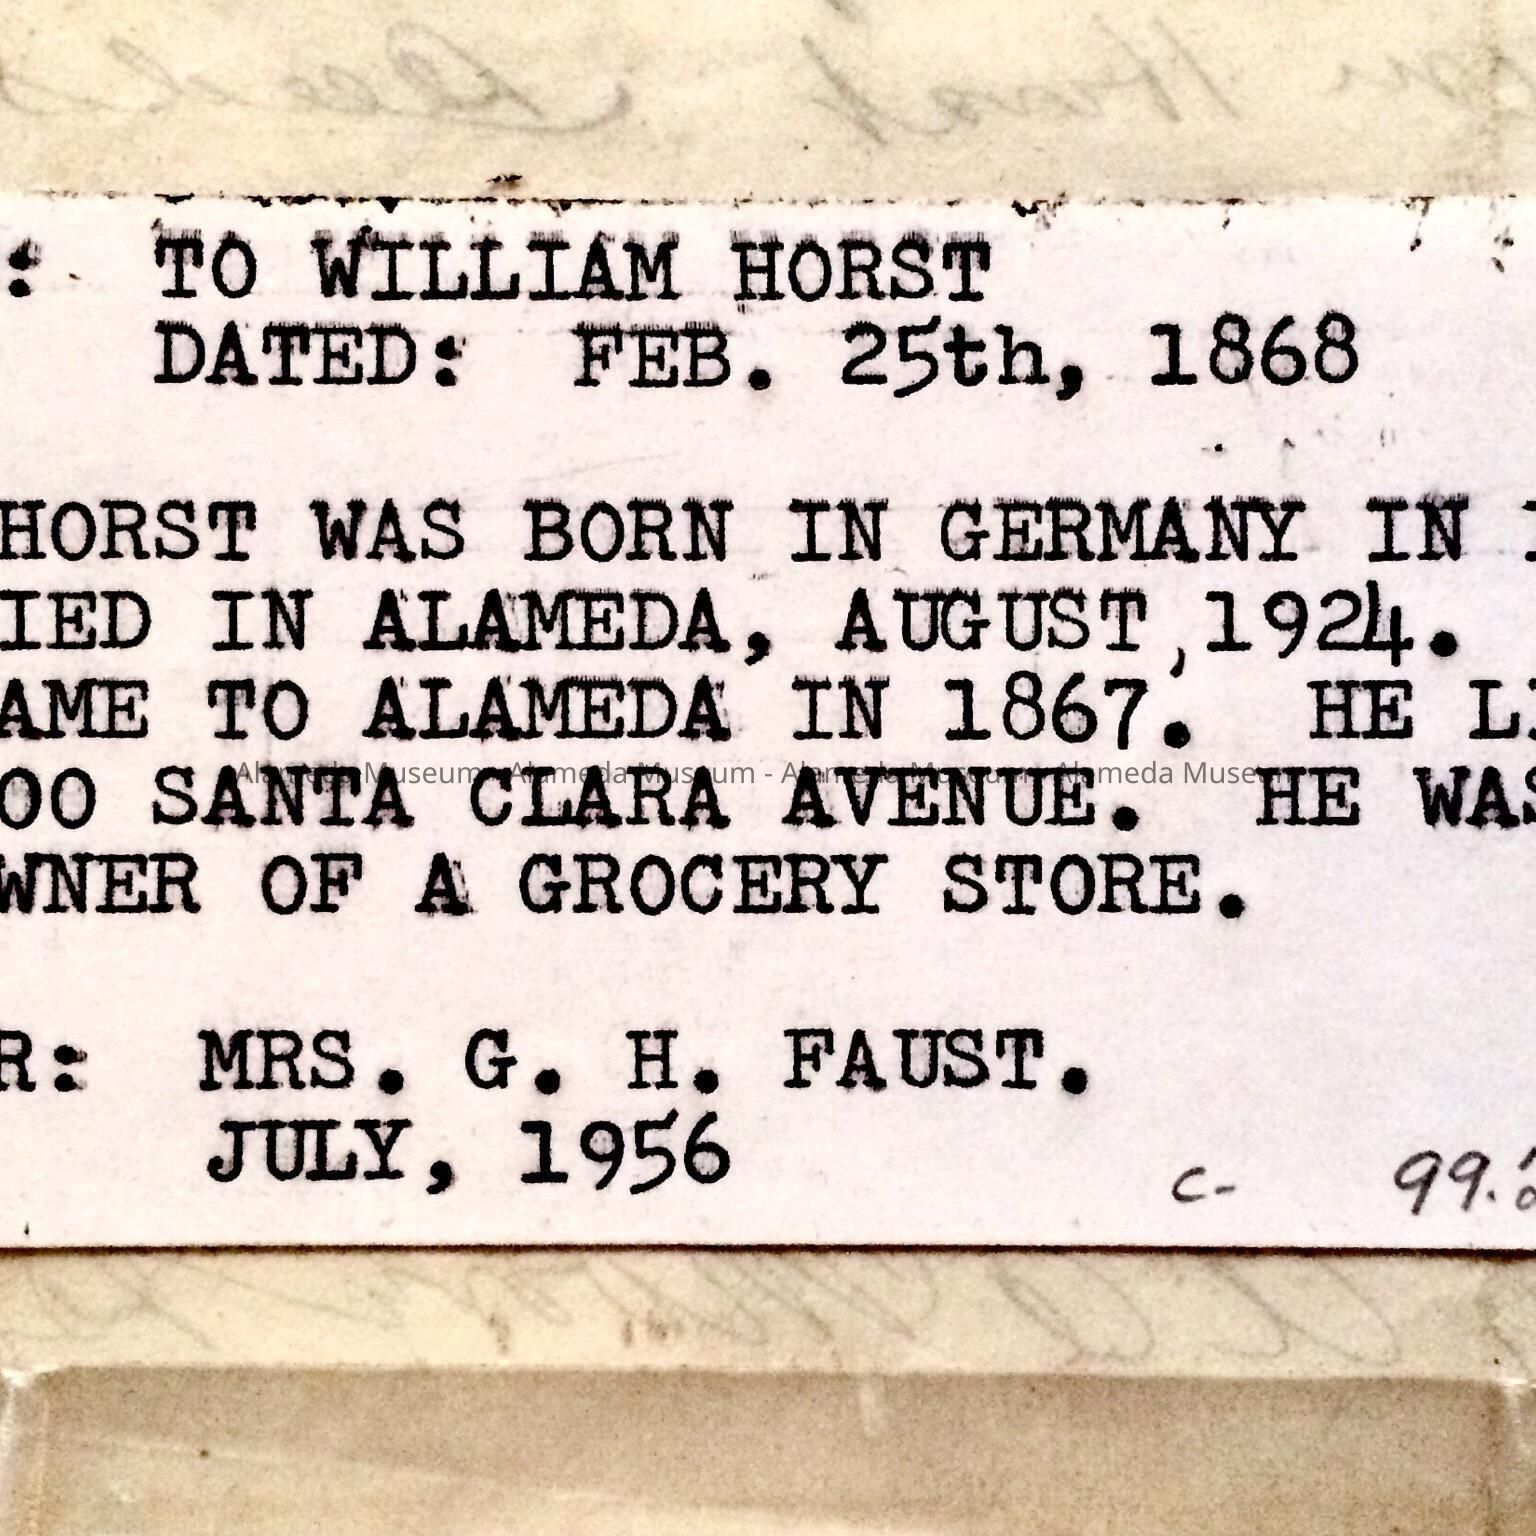 : TO WILLIAM HORST
DATED: FEB. 25th, 1868
HORST WAS BORN IN GERMANY IN
IED IN ALAMEDA, AUGUST, 1924.
AME TO ALAMEDA IN 1867. HE L
Alameda Museum - Alameda Museum - Alameda Museum - Alameda Museum
00 SANTA CLARA AVENUE. HE WAS
WNER OF A GROCERY STORE.
R: MRS. G. H. FAUST.
JULY, 1956
c- 99.